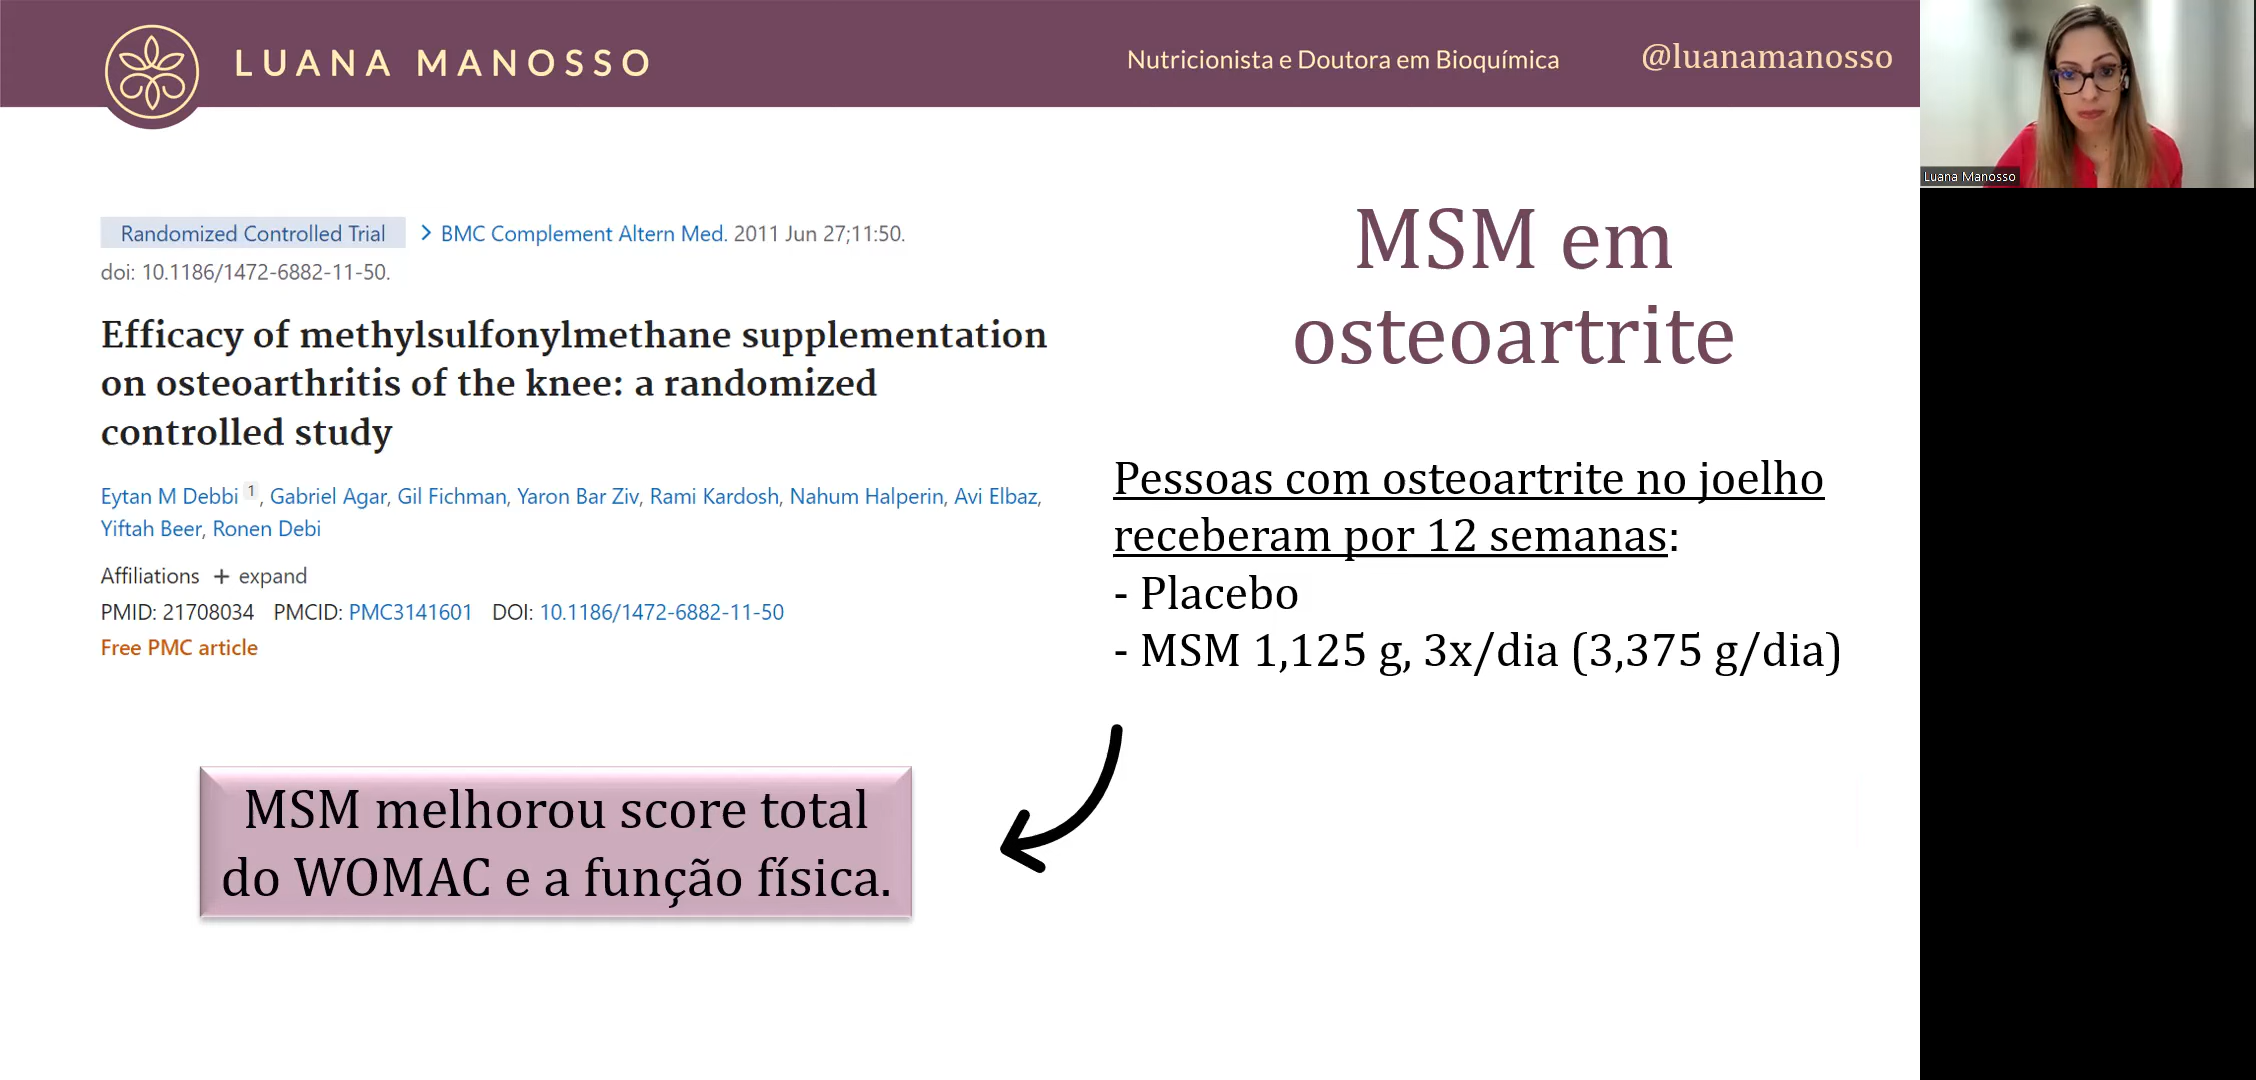 LUANA MANOSSO
Nutricionista e Doutora em Bioquímica
@luanamanosso
Luana Manosso
Randomized Controlled Trial > BMC Complement Altern Med. 2011 Jun 27;11:50.
doi: 10.1186/1472-6882-11-50.
Efficacy of methylsulfonylmethane supplementation
on osteoarthritis of the knee: a randomized
controlled study
Eytan M Debbi 1, Gabriel Agar, Gil Fichman, Yaron Bar Ziv, Rami Kardosh, Nahum Halperin, Avi Elbaz,
Yiftah Beer, Ronen Debi
Affiliations + expand
PMID: 21708034 PMCID: PMC3141601 DOI: 10.1186/1472-6882-11-50
Free PMC article
MSM em
osteoartrite
Pessoas com osteoartrite no joelho
receberam por 12 semanas:
- Placebo
- MSM 1,125 g, 3x/dia (3,375 g/dia)
MSM melhorou score total
do WOMAC e a função física.